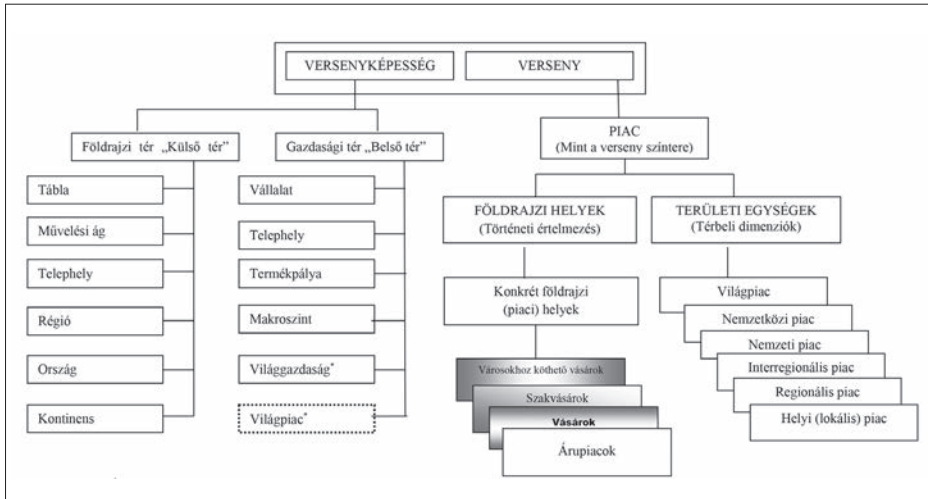 VERSENYKÉPESSÉG
VERSENY
Földrajzi tér „Külső tér”
Tábla
Művelési ág
Telephely
Régió
Ország
Kontinens
Gazdasági tér „Belső tér”
Vállalat
Telephely
Termékpálya
Makroszint
Világgazdaság*
Világpiac*
PIAC
(Mint a verseny színtere)
FÖLDRAJZI HELYEK
(Történeti értelmezés)
Konkrét földrajzi
(piaci) helyek
Városokhoz köthető vásárok
Szakvásárok
Vásárok
Árupiacok
TERÜLETI EGYSÉGEK
(Térbeli dimenziók)
Világpiac
Nemzetközi piac
Nemzeti piac
Interregionális piac
Regionális piac
Helyi (lokális) piac